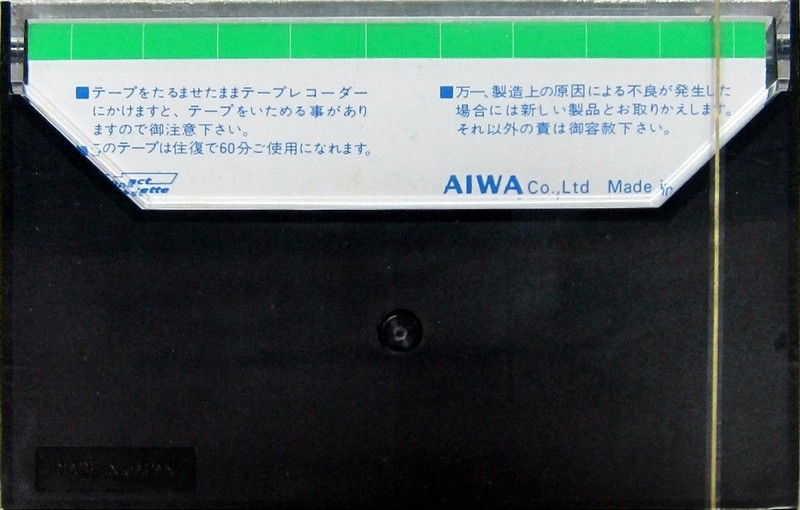 ■テープをたるませたままテープレコーダー
にかけますと、テープをいためる事があり
ますので御注意下さい。
■このテープは往復で60分ご使用になれます。
■万一、製造上の原因による不良が発生した
場合には新しい製品とお取りかえします。
それ以外の責は御容赦下さい。
AIWA Co.,Ltd Made in
MADE IN JAPAN